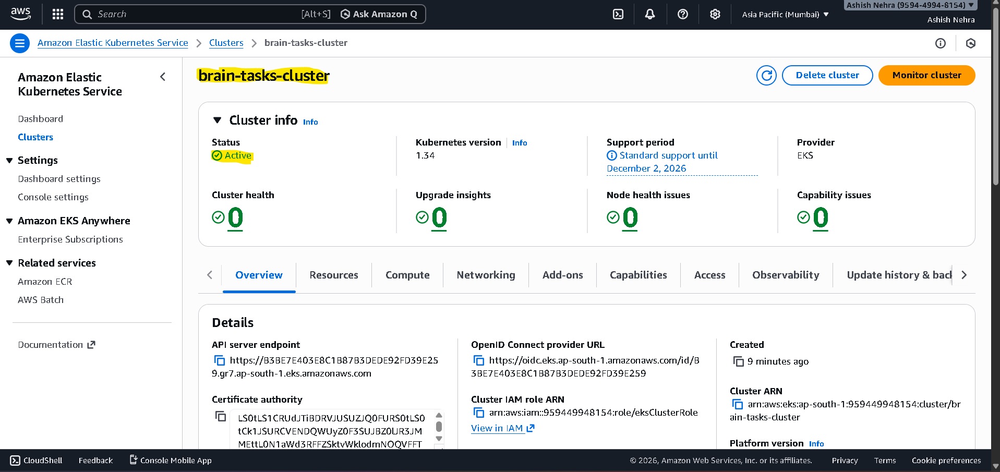 aws
Search
[Alt+S]
Ask Amazon Q
Asia Pacific (Mumbai)
Ashish Nehra (9594-4994-8154)
Ashish Nehra
Amazon Elastic Kubernetes Service
Clusters
brain-tasks-cluster
Amazon Elastic
Kubernetes Service
Dashboard
Clusters
Settings
Dashboard settings
Console settings
Amazon EKS Anywhere
Enterprise Subscriptions
Related services
Amazon ECR
AWS Batch
Documentation
brain-tasks-cluster
Delete cluster
Monitor cluster
Cluster info
Info
Status
Active
Kubernetes version
Info
1.34
Support period
Standard support until
December 2, 2026
Provider
EKS
Cluster health
0
Upgrade insights
0
Node health issues
0
Capability issues
0
Overview
Resources
Compute
Networking
Add-ons
Capabilities
Access
Observability
Update history & bac
Details
API server endpoint
https://B3BE7E403E8C1B87B3DEDE92FD39E25
9.gr7.ap-south-1.eks.amazonaws.com
Certificate authority
LS0tLS1CRUdJTiBDRVJUSUZJQ0FURS0tLS0
tCk1JSURCVENDQWUyZ0F3SUJBZ0lJR3JM
OpenID Connect provider URL
https://oidc.eks.ap-south-1.amazonaws.com/id/B
3BE7E403E8C1B87B3DEDE92FD39E259
Cluster IAM role ARN
arn:aws:iam::959449948154:role/eksClusterRole
View in IAM
Created
9 minutes ago
Cluster ARN
arn:aws:eks:ap-south-1:959449948154:cluster/br
ain-tasks-cluster
Platform version
Info
CloudShell
Feedback
Console Mobile App
© 2026, Amazon Web Services, Inc. or its affiliates.
Privacy
Terms
Cookie preferences